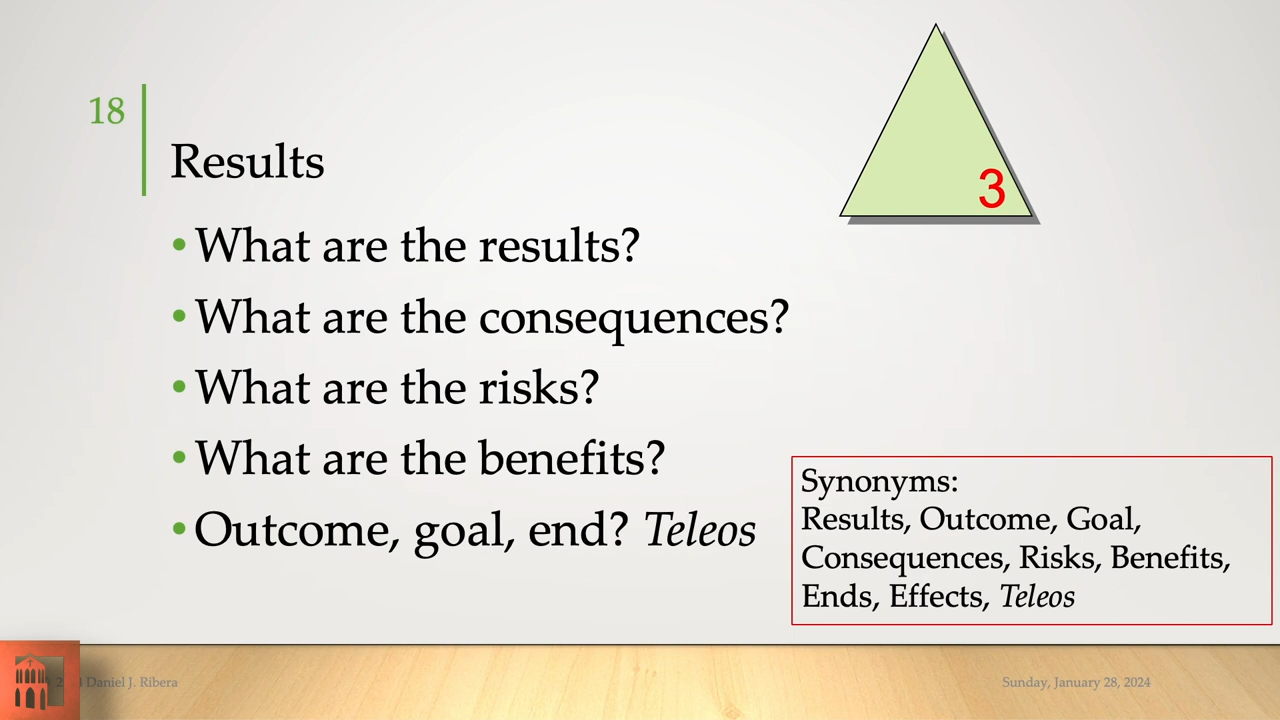 18
3
Results
• What are the results?
• What are the consequences?
• What are the risks?
• What are the benefits?
• Outcome, goal, end? Teleos
Synonyms:
Results, Outcome, Goal,
Consequences, Risks, Benefits,
Ends, Effects, Teleos
Daniel J. Ribera
Sunday, January 28, 2024